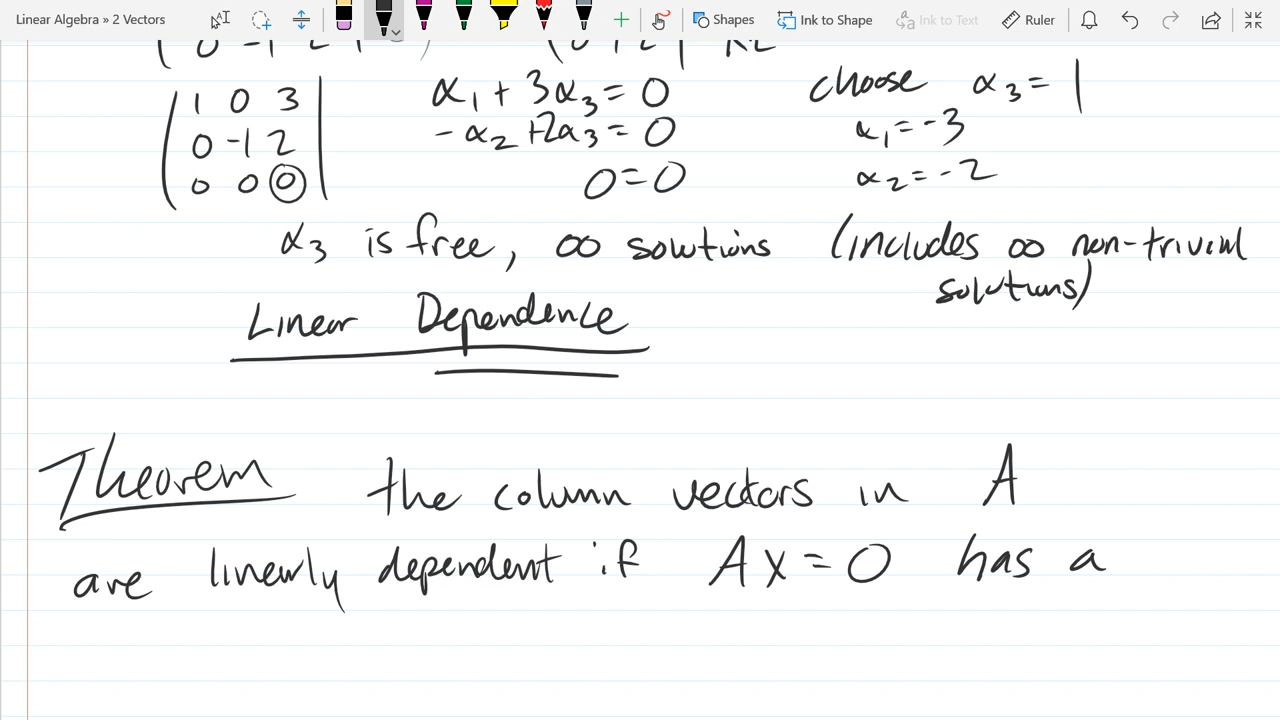 Linear Algebra » 2 Vectors
Shapes Ink to Shape Ink to Text Ruler
1 0 3 α₁ + 3α₃ = 0 choose α₃ = 1
0 -1 2 -α₂ + 2α₃ = 0 α₁ = -3
0 0 0 0 = 0 α₂ = -2
α₃ is free, ∞ solutions (includes ∞ non-trivial
solutions)
Linear Dependence
Theorem the column vectors in A
are linearly dependent if Ax = 0 has a